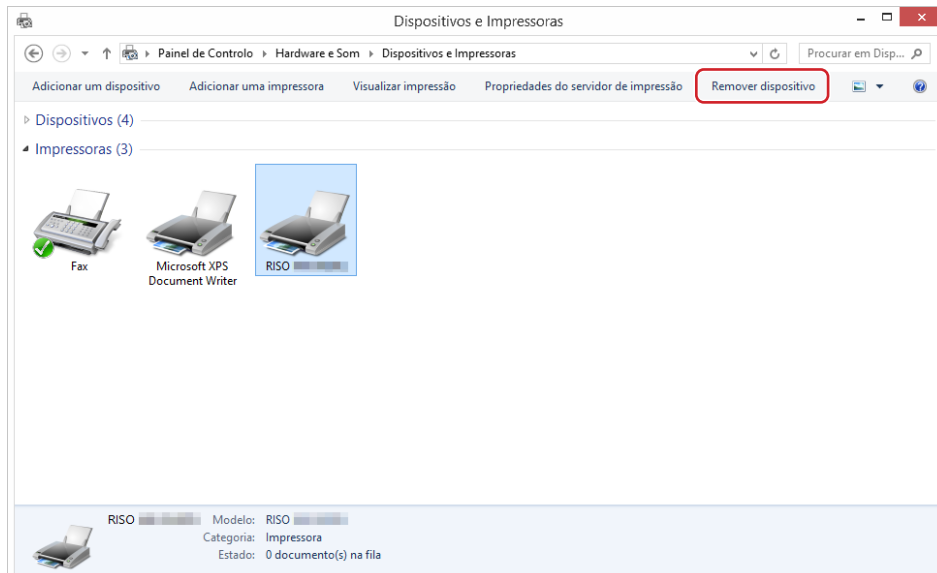 Dispositivos e Impressoras
Painel de Controlo Hardware e Som Dispositivos e Impressoras Procurar em Disp...
Adicionar um dispositivo Adicionar uma impressora Visualizar impressão Propriedades do servidor de impressão Remover dispositivo
Dispositivos (4)
Impressoras (3)
Fax
Microsoft XPS
Document Writer
RISO
RISO Modelo: RISO
Categoria: Impressora
Estado: 0 documento(s) na fila